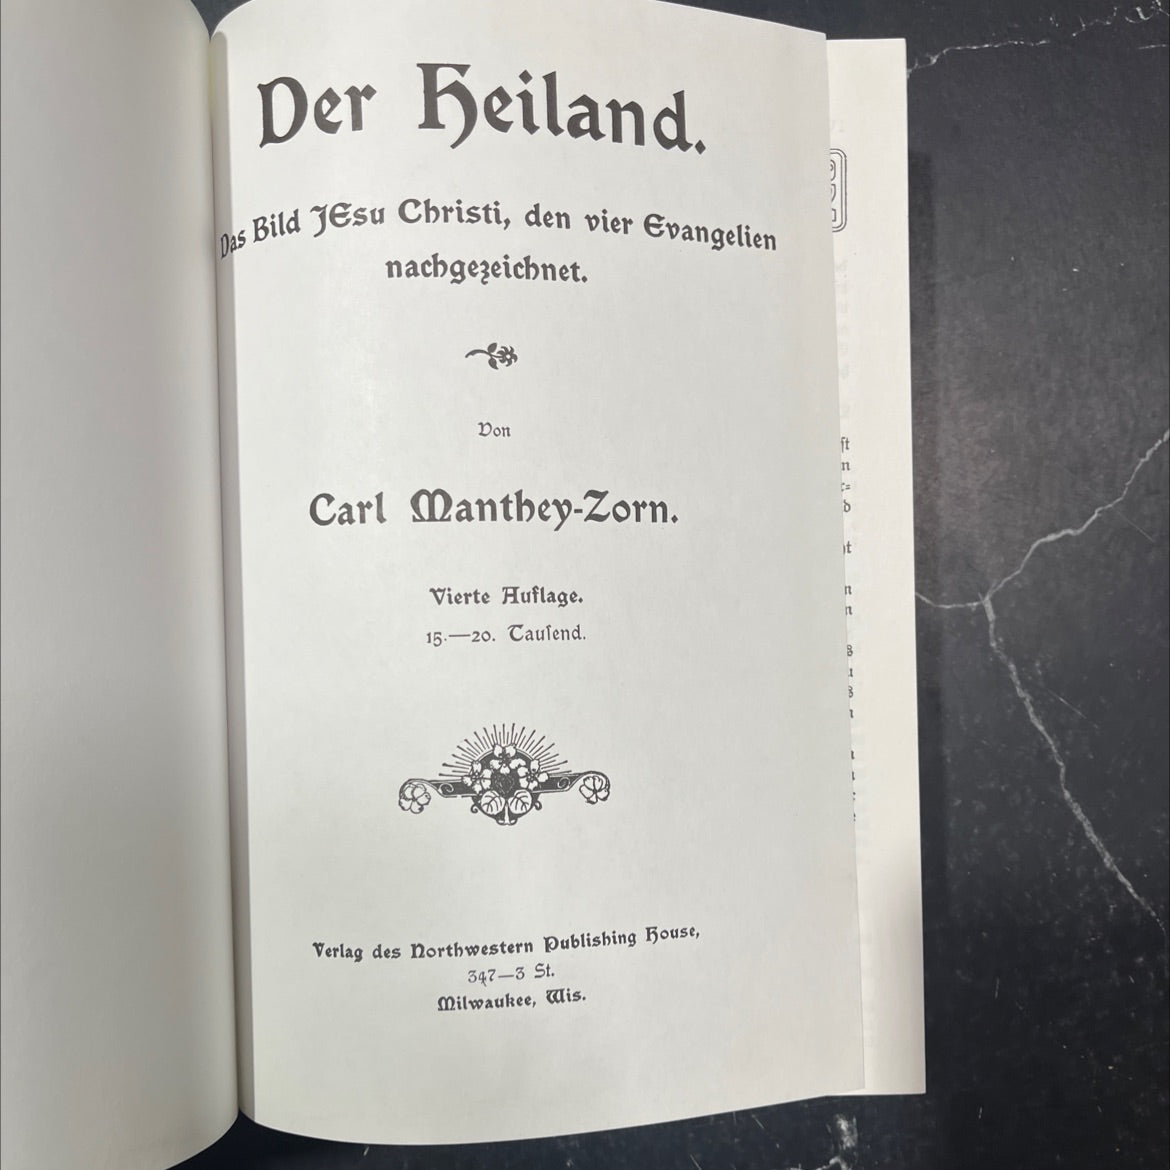 Der Heiland.
Das Bild JEsu Christi, den vier Evangelien
nachgezeichnet.
Von
Carl Manthey-Zorn.
Vierte Auflage.
15.—20. Tauſend.
Verlag des Northwestern Publishing House,
347—3 St.
Milwaukee, Wis.